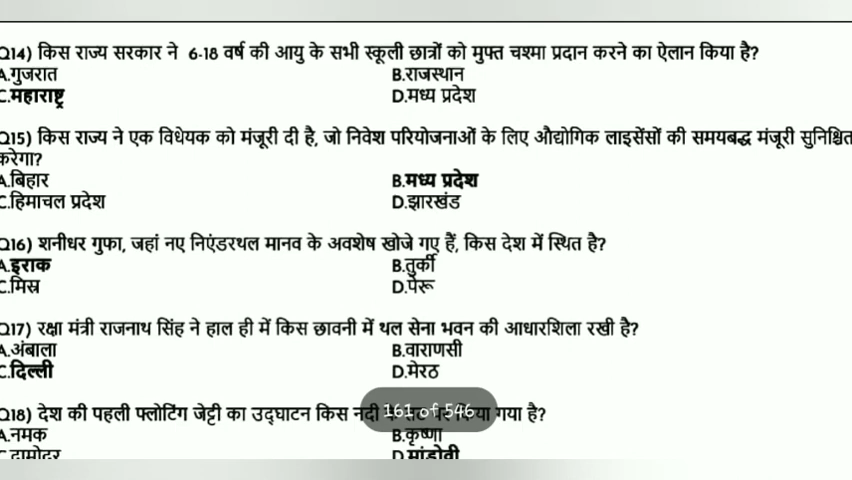 Q14) किस राज्य सरकार ने 6-18 वर्ष की आयु के सभी स्कूली छात्रों को मुफ्त चश्मा प्रदान करने का ऐलान किया है?
A.गुजरात B.राजस्थान
C.महाराष्ट्र D.मध्य प्रदेश
Q15) किस राज्य ने एक विधेयक को मंजूरी दी है, जो निवेश परियोजनाओं के लिए औद्योगिक लाइसेंसों की समयबद्ध मंजूरी सुनिश्चित
करेगा?
A.बिहार B.मध्य प्रदेश
C.हिमाचल प्रदेश D.झारखंड
Q16) शनीधर गुफा, जहां नए निएंडरथल मानव के अवशेष खोजे गए हैं, किस देश में स्थित है?
A.इराक B.तुर्की
C.मिस्र D.पेरू
Q17) रक्षा मंत्री राजनाथ सिंह ने हाल ही में किस छावनी में थल सेना भवन की आधारशिला रखी है?
A.अंबाला B.वाराणसी
C.दिल्ली D.मेरठ
Q18) देश की पहली फ्लोटिंग जेट्टी का उद्घाटन किस नदी गया है?
161 of 546
A.नमक B.कृष्णा
C.दामोदर D.मांडोवी